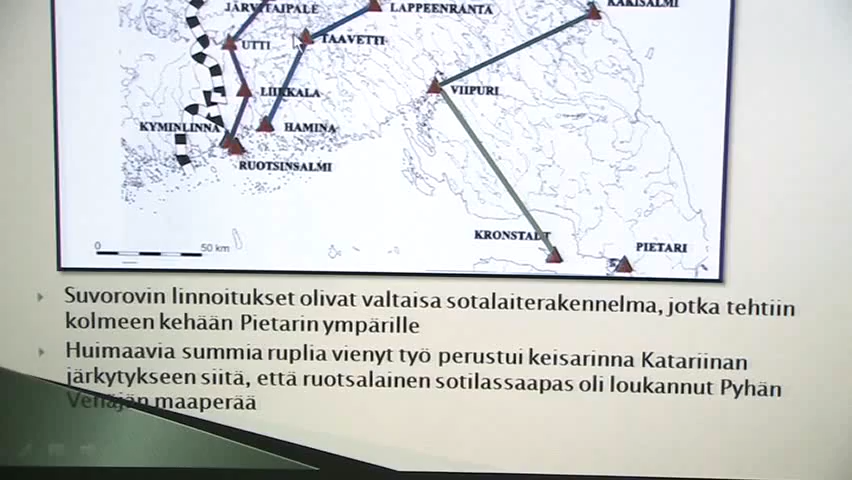 JÄRVITAIPALE
LAPPEENRANTA
KÄKISALMI
UTTI
TAAVETTI
LIIKKALA
VIIPURI
KYMINLINNA
HAMINA
RUOTSINSALMI
KRONSTADT
PIETARI
0
50 km
Suvorovin linnoitukset olivat valtaisa sotalaiterakennelma, jotka tehtiin
kolmeen kehään Pietarin ympärille
Huimaavia summia ruplia vienyt työ perustui keisarinna Katariinan
järkytykseen siitä, että ruotsalainen sotilassaapas oli loukannut Pyhän
Venäjän maaperää